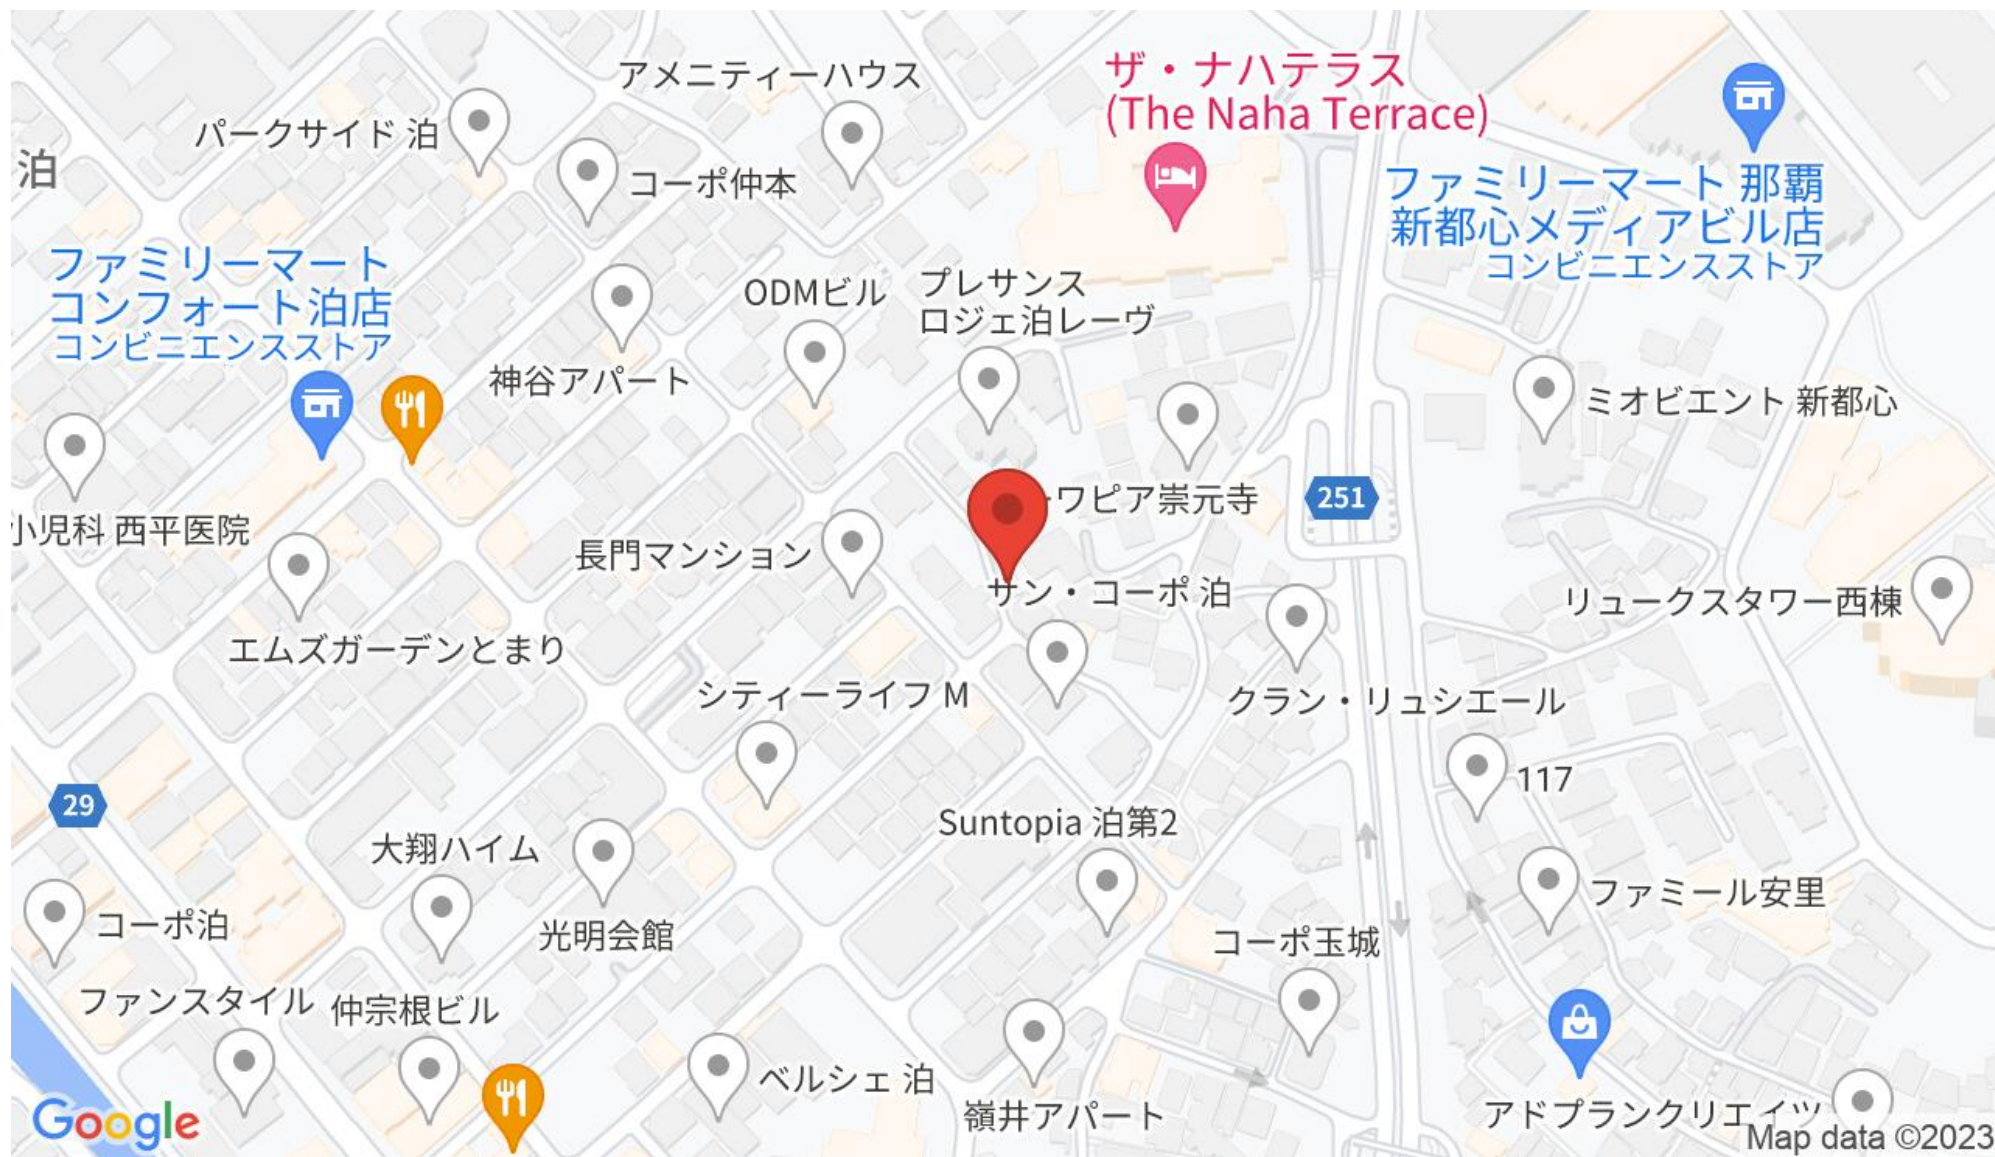 アメニティーハウス
ザ・ナハテラス
(The Naha Terrace)
パークサイド 泊
泊
コーポ仲本
ファミリーマート 那覇
新都心メディアビル店
コンビニエンスストア
ファミリーマート
コンフォート泊店
コンビニエンスストア
ODMビル
プレサンス
ロジェ泊レーヴ
神谷アパート
ミオビエント 新都心
ワピア崇元寺
251
小児科 西平医院
長門マンション
サン・コーポ 泊
リュークスタワー西棟
エムズガーデンとまり
シティーライフ M
クラン・リュシエール
117
29
Suntopia 泊第2
大翔ハイム
ファミール安里
コーポ泊
光明会館
コーポ玉城
ファンスタイル
仲宗根ビル
ベルシェ 泊
嶺井アパート
アドプランクリエイツ
Google
Map data ©2023